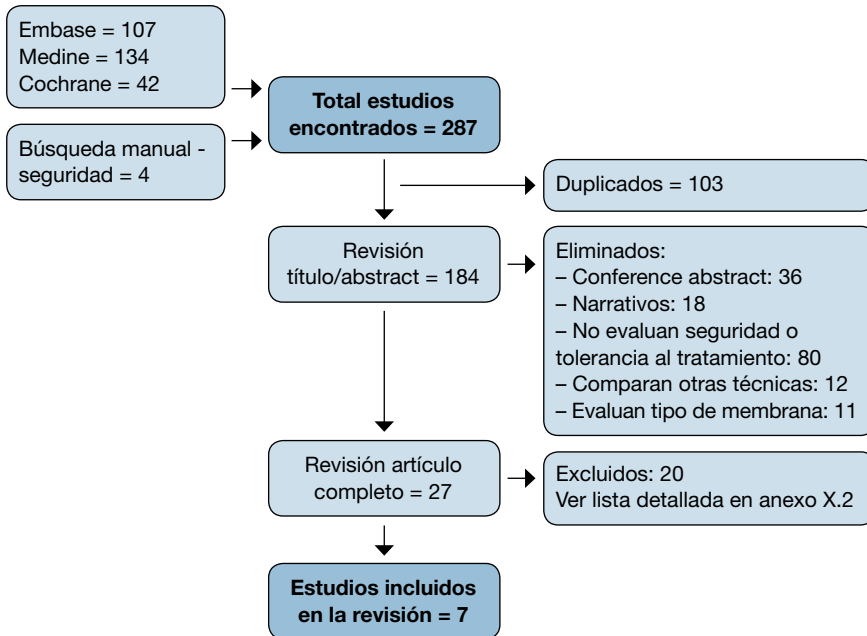 Embase = 107
Medine = 134
Cochrane = 42
Total estudios
encontrados = 287
Búsqueda manual -
seguridad = 4
Duplicados = 103
Revisión
título/abstract = 184
Eliminados:
– Conference abstract: 36
– Narrativos: 18
– No evaluan seguridad o
tolerancia al tratamiento: 80
– Comparan otras técnicas: 12
– Evaluan tipo de membrana: 11
Revisión artículo
completo = 27
Excluidos: 20
Ver lista detallada en anexo X.2
Estudios incluidos
en la revisión = 7